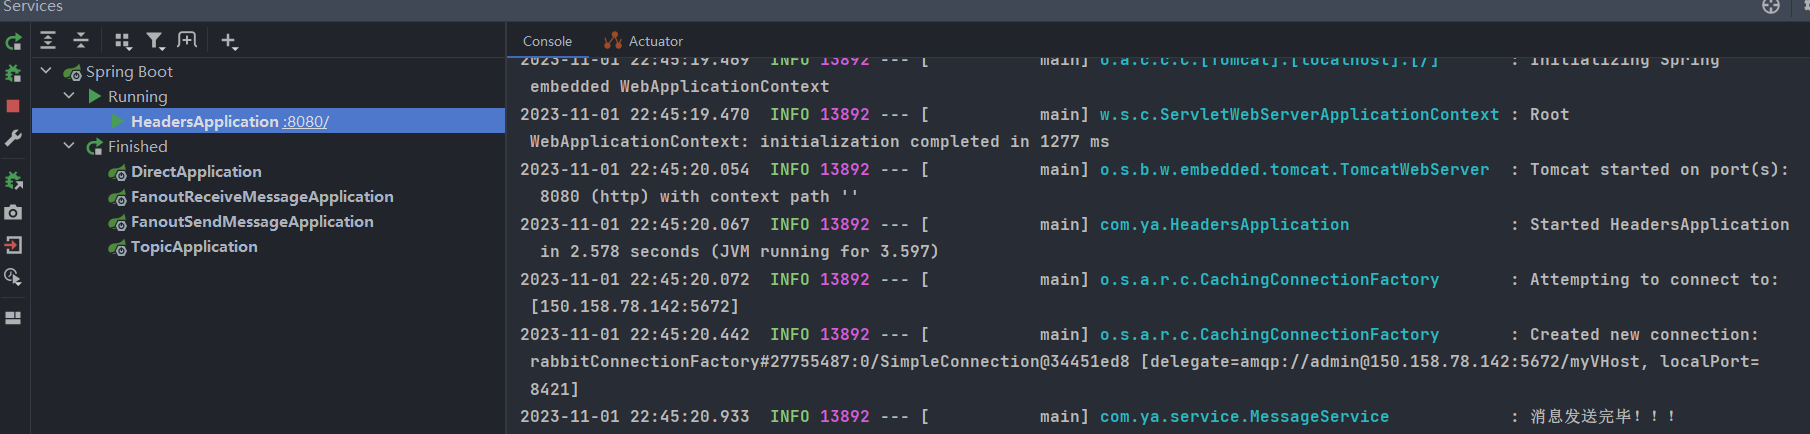 Services
Console
Actuator
Spring Boot
Running
HeadersApplication :8080/
Finished
DirectApplication
FanoutReceiveMessageApplication
FanoutSendMessageApplication
TopicApplication
2023-11-01 22:45:19.469  INFO 13892 --- [           main] o.a.c.c.C.[Tomcat].[localhost].[/]       : Initializing Spring
embedded WebApplicationContext
2023-11-01 22:45:19.470  INFO 13892 --- [           main] w.s.c.ServletWebServerApplicationContext : Root
WebApplicationContext: initialization completed in 1277 ms
2023-11-01 22:45:20.054  INFO 13892 --- [           main] o.s.b.w.embedded.tomcat.TomcatWebServer  : Tomcat started on port(s):
8080 (http) with context path ''
2023-11-01 22:45:20.067  INFO 13892 --- [           main] com.ya.HeadersApplication                : Started HeadersApplication
in 2.578 seconds (JVM running for 3.597)
2023-11-01 22:45:20.072  INFO 13892 --- [           main] o.s.a.r.c.CachingConnectionFactory       : Attempting to connect to:
[150.158.78.142:5672]
2023-11-01 22:45:20.442  INFO 13892 --- [           main] o.s.a.r.c.CachingConnectionFactory       : Created new connection:
rabbitConnectionFactory#27755487:0/SimpleConnection@34451ed8 [delegate=amqp://admin@150.158.78.142:5672/myVHost, localPort=
8421]
2023-11-01 22:45:20.933  INFO 13892 --- [           main] com.ya.service.MessageService            : 消息发送完毕！！！